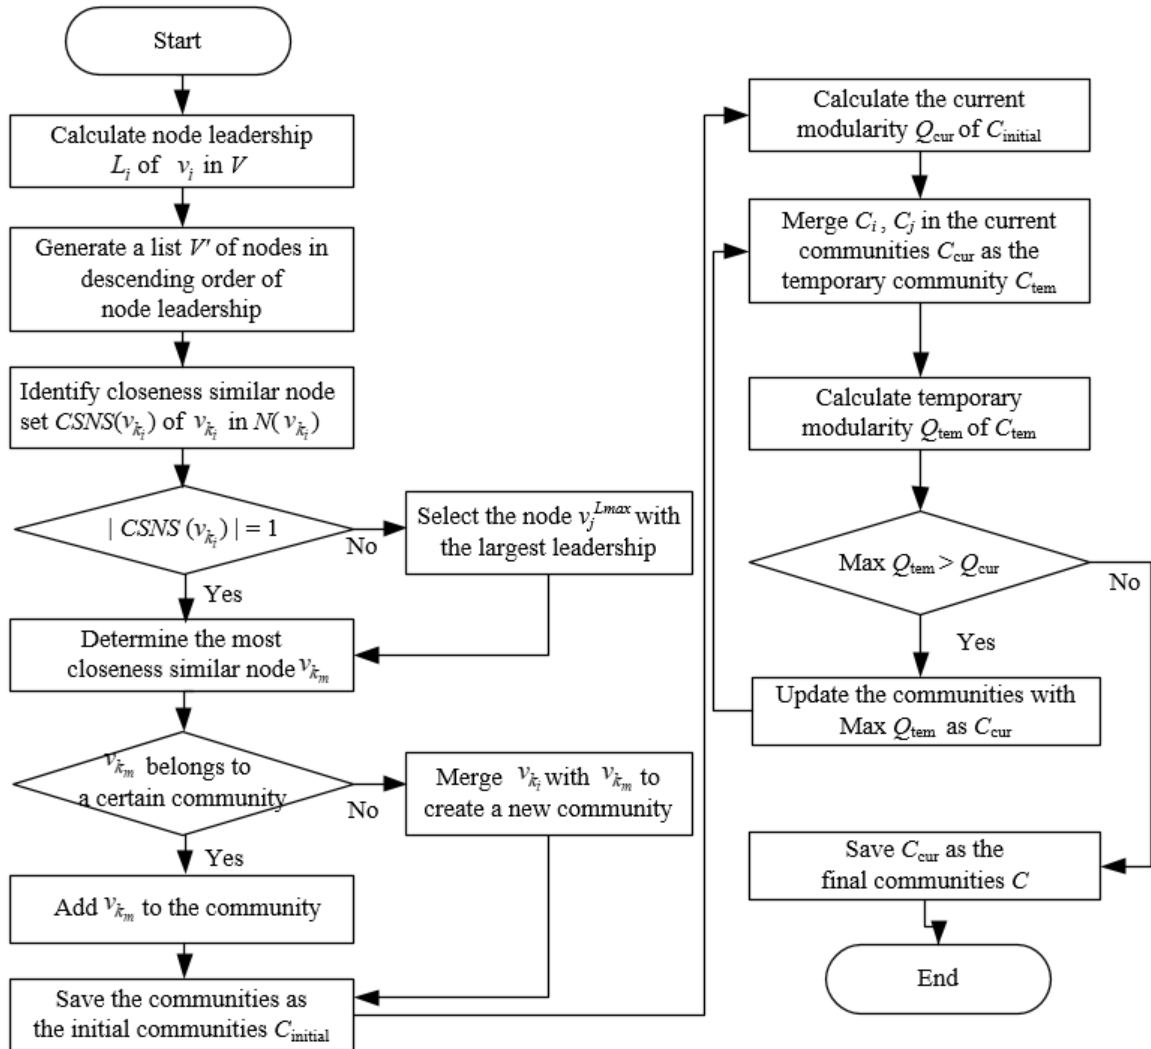 Start
Calculate node leadership
L_i of v_i in V
Generate a list V' of nodes in
descending order of
node leadership
Identify closeness similar node
set CSNS(v_{k_i}) of v_{k_i} in N(v_{k_i})
| CSNS (v_{k_i}) | = 1
No
Select the node v_j^{Lmax} with
the largest leadership
Yes
Determine the most
closeness similar node v_{k_m}
v_{k_m} belongs to
a certain community
No
Merge v_{k_i} with v_{k_m} to
create a new community
Yes
Add v_{k_m} to the community
Save the communities as
the initial communities C_initial
Calculate the current
modularity Q_cur of C_initial
Merge C_i , C_j in the current
communities C_cur as the
temporary community C_tem
Calculate temporary
modularity Q_tem of C_tem
Max Q_tem > Q_cur
No
Yes
Update the communities with
Max Q_tem as C_cur
Save C_cur as the
final communities C
End